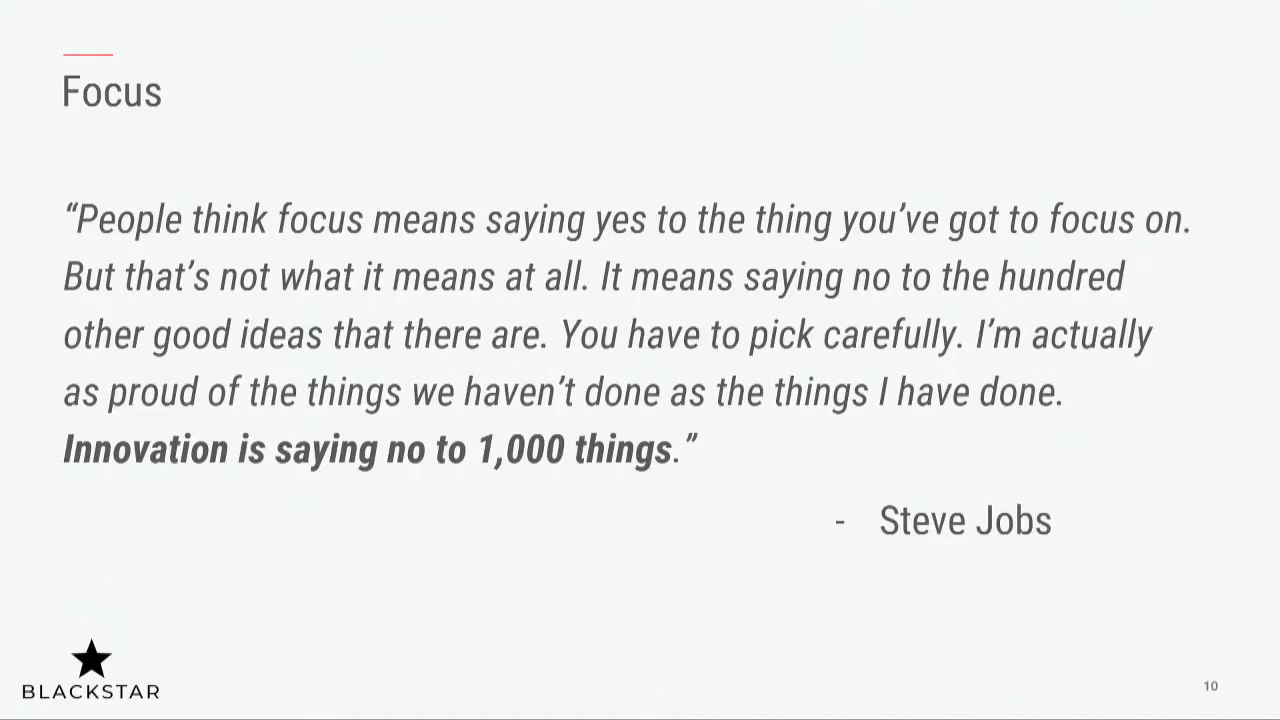 Focus
“People think focus means saying yes to the thing you’ve got to focus on.
But that’s not what it means at all. It means saying no to the hundred
other good ideas that there are. You have to pick carefully. I’m actually
as proud of the things we haven’t done as the things I have done.
Innovation is saying no to 1,000 things.”
- Steve Jobs
BLACKSTAR
10